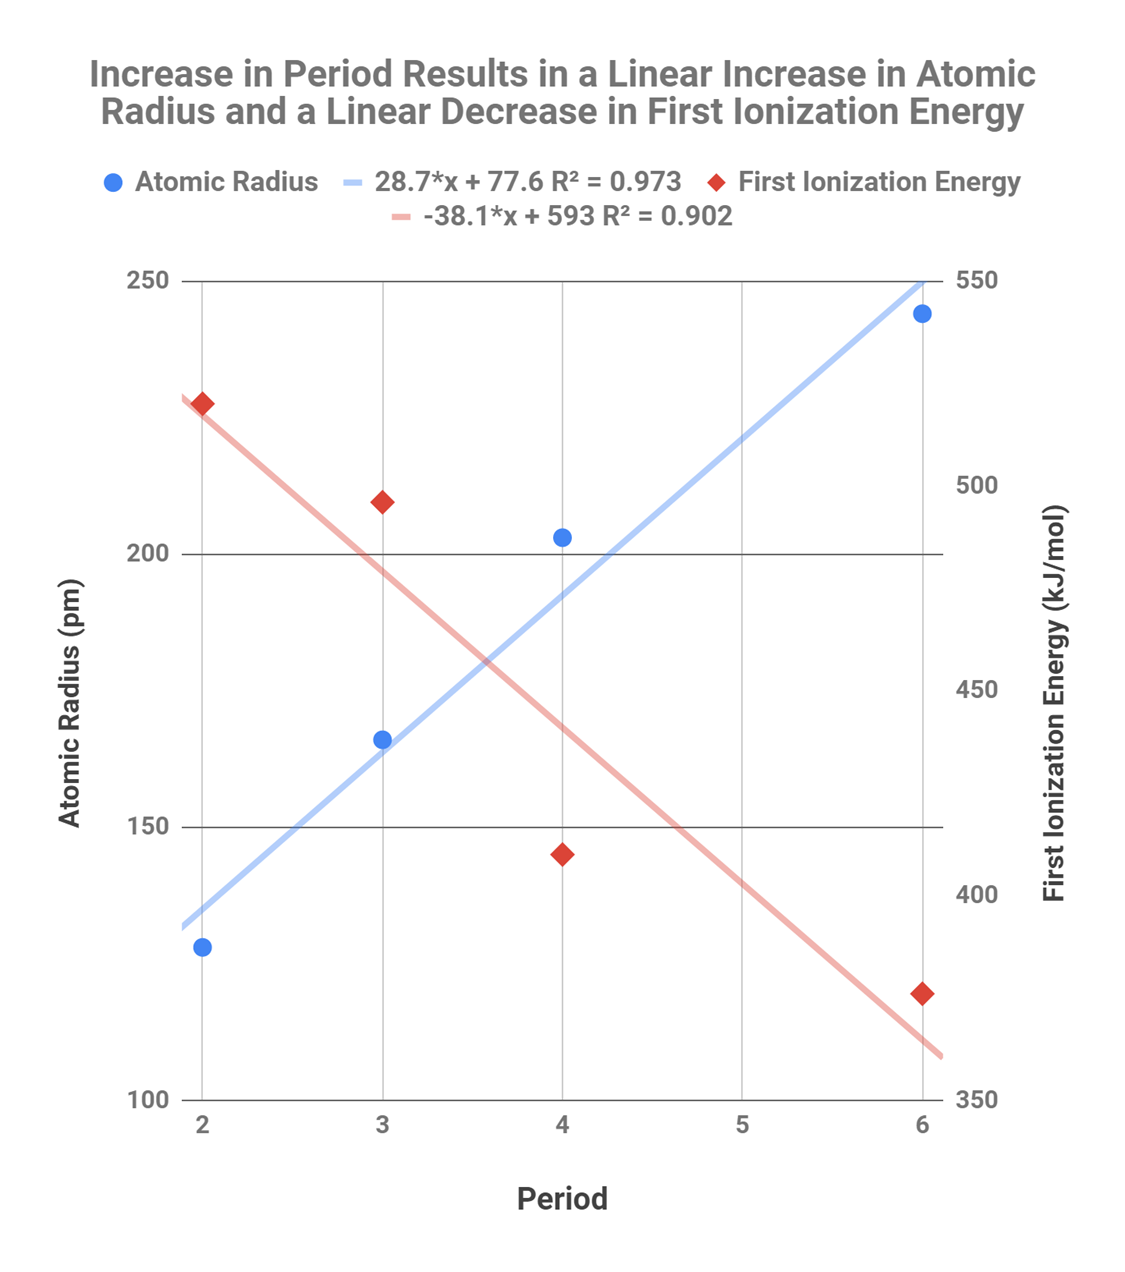 Increase in Period Results in a Linear Increase in Atomic
Radius and a Linear Decrease in First Ionization Energy
Atomic Radius 28.7*x + 77.6 R² = 0.973 First Ionization Energy
-38.1*x + 593 R² = 0.902
250
200
150
100
Atomic Radius (pm)
550
500
450
400
350
First Ionization Energy (kJ/mol)
2 3 4 5 6
Period